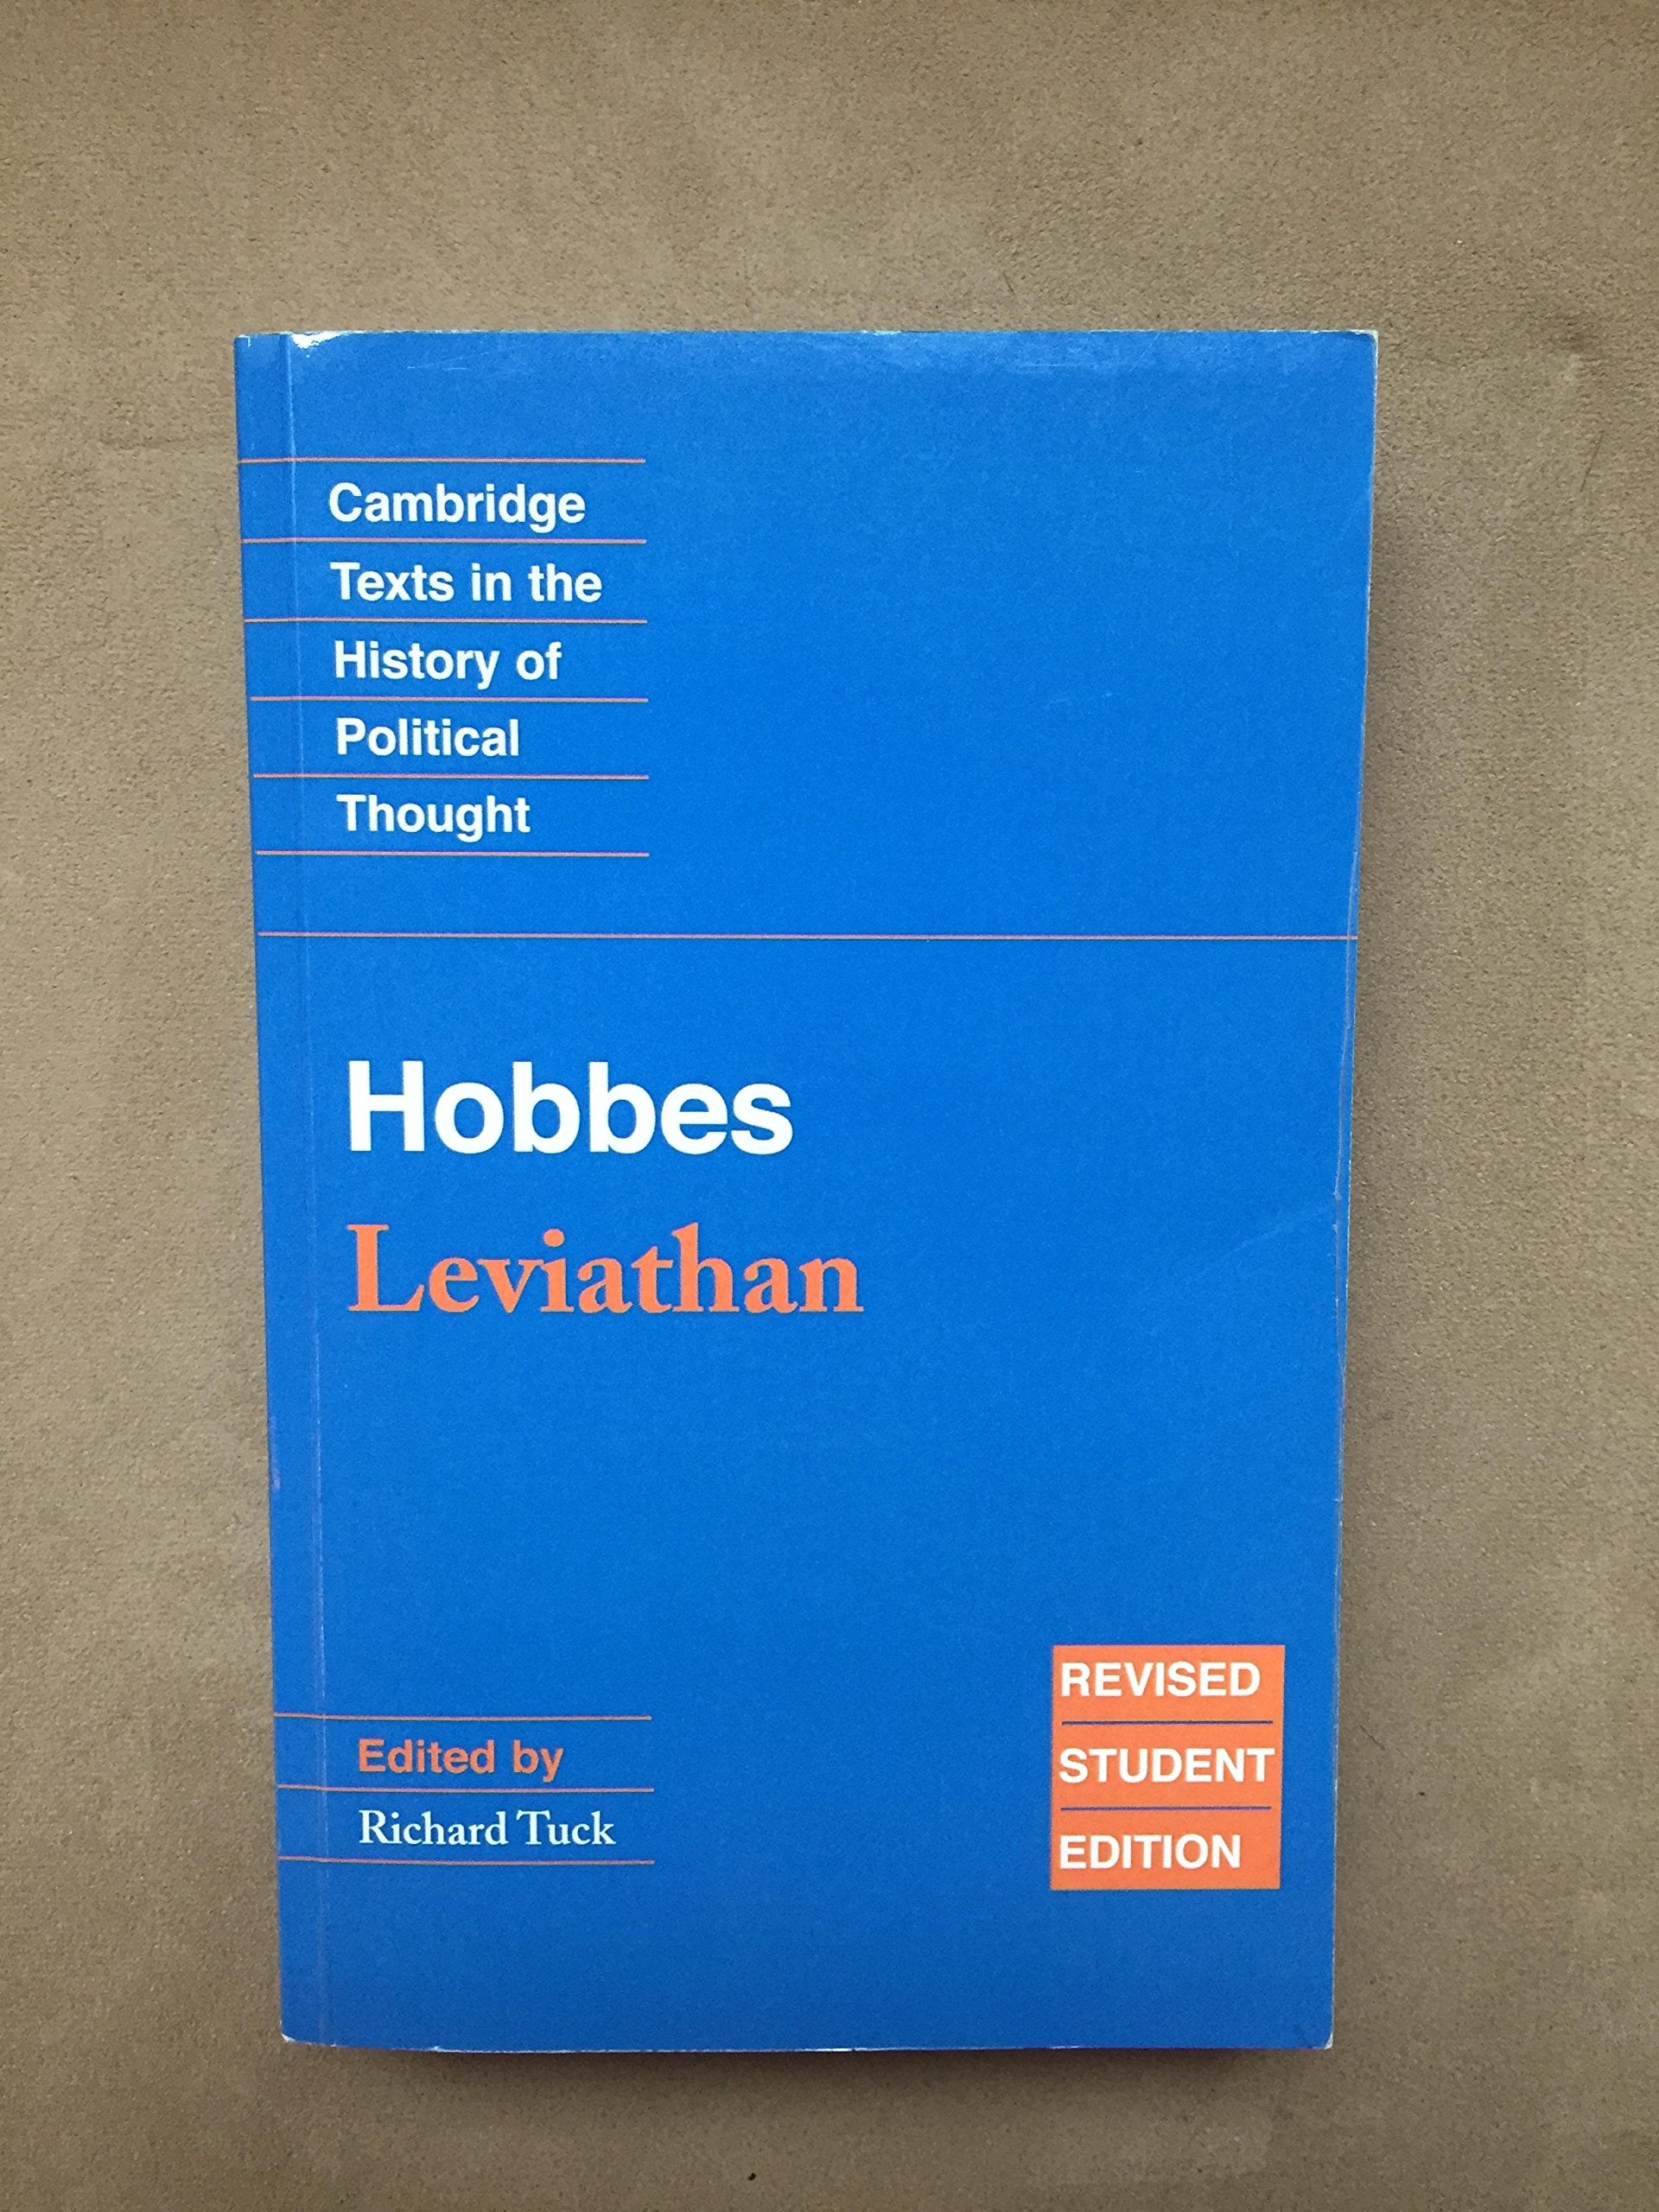 Cambridge
Texts in the
History of
Political
Thought
Hobbes
Leviathan
Edited by
Richard Tuck
REVISED
STUDENT
EDITION